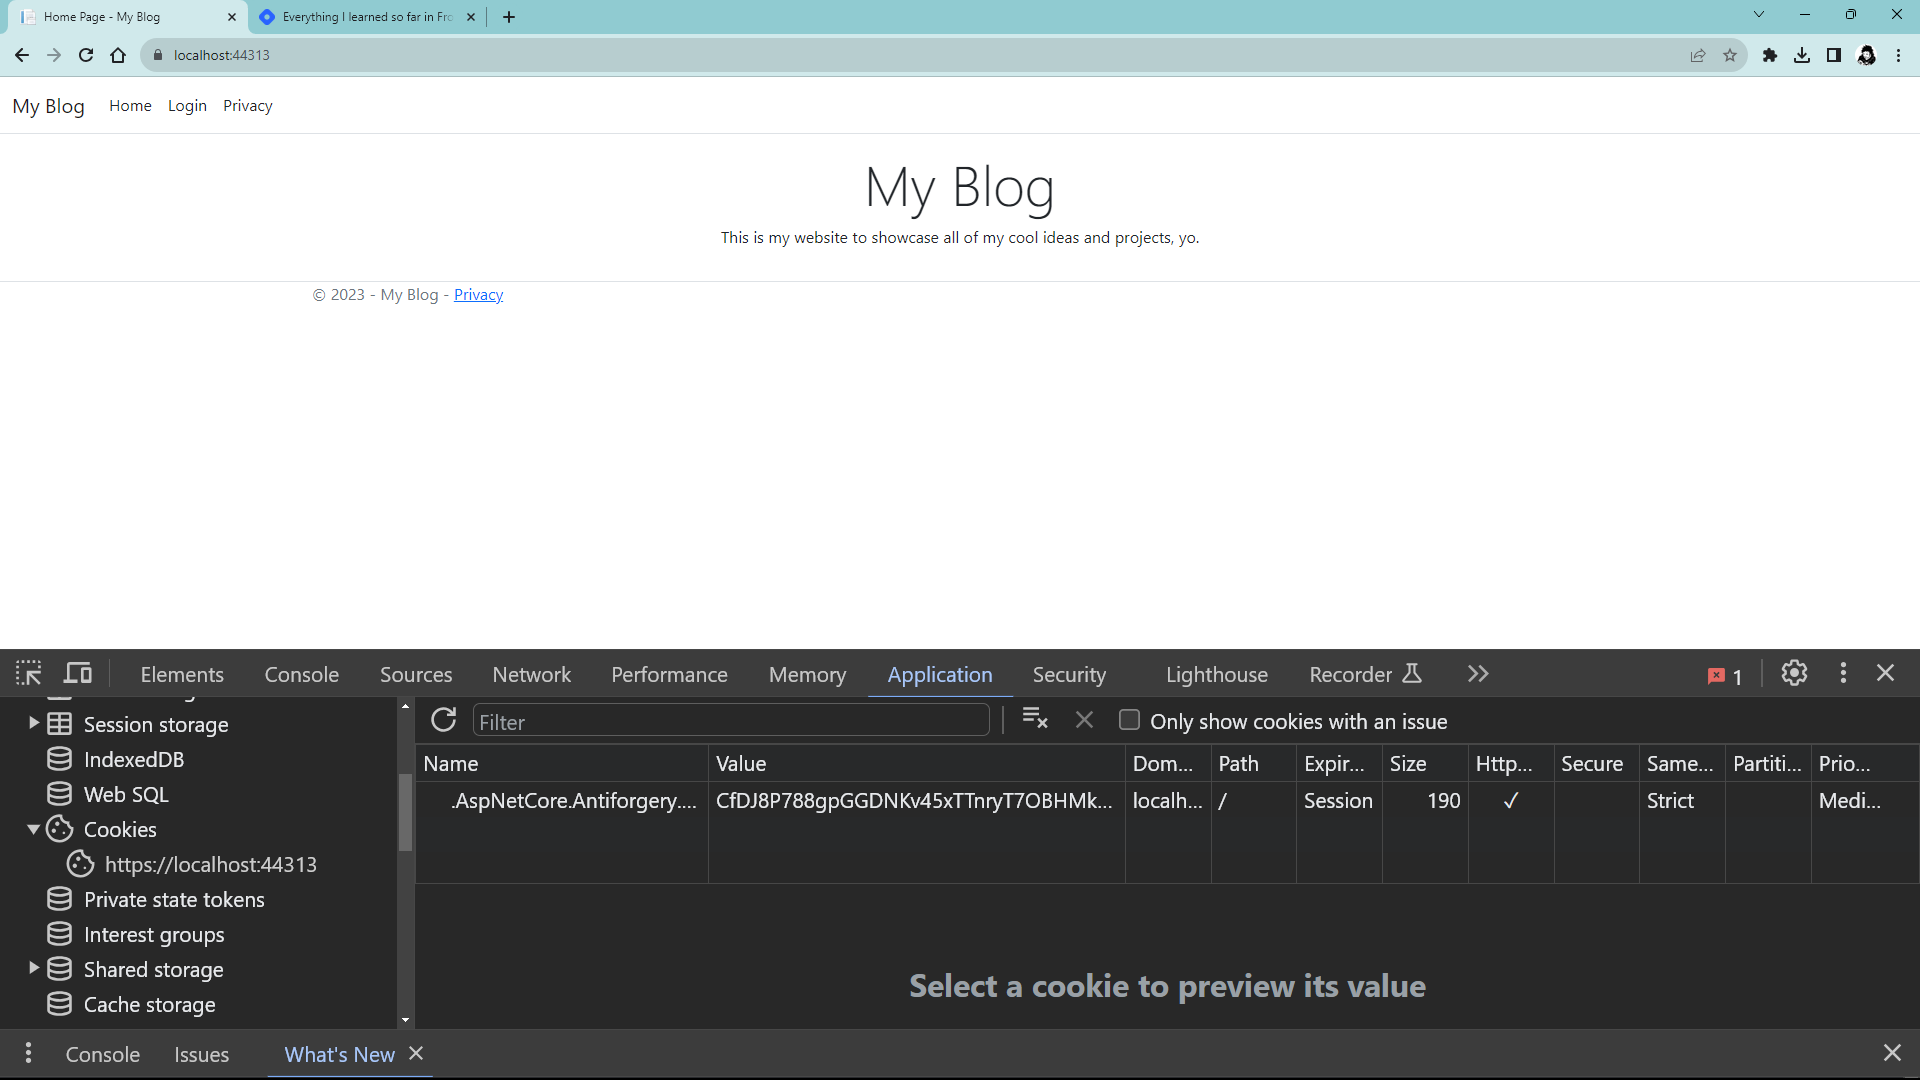 Home Page - My Blog
Everything I learned so far in Fro
localhost:44313
My Blog Home Login Privacy
My Blog
This is my website to showcase all of my cool ideas and projects, yo.
© 2023 - My Blog - Privacy
Elements Console Sources Network Performance Memory Application Security Lighthouse Recorder 1
Session storage
IndexedDB
Web SQL
Cookies
https://localhost:44313
Private state tokens
Interest groups
Shared storage
Cache storage
Filter Only show cookies with an issue
Name Value Dom... Path Expir... Size Http... Secure Same... Partiti... Prio...
.AspNetCore.Antiforgery.... CfDJ8P788gpGGDNKv45xTTnryT7OBHMk... localh... / Session 190 ✓ Strict Medi...
Select a cookie to preview its value
Console Issues What's New